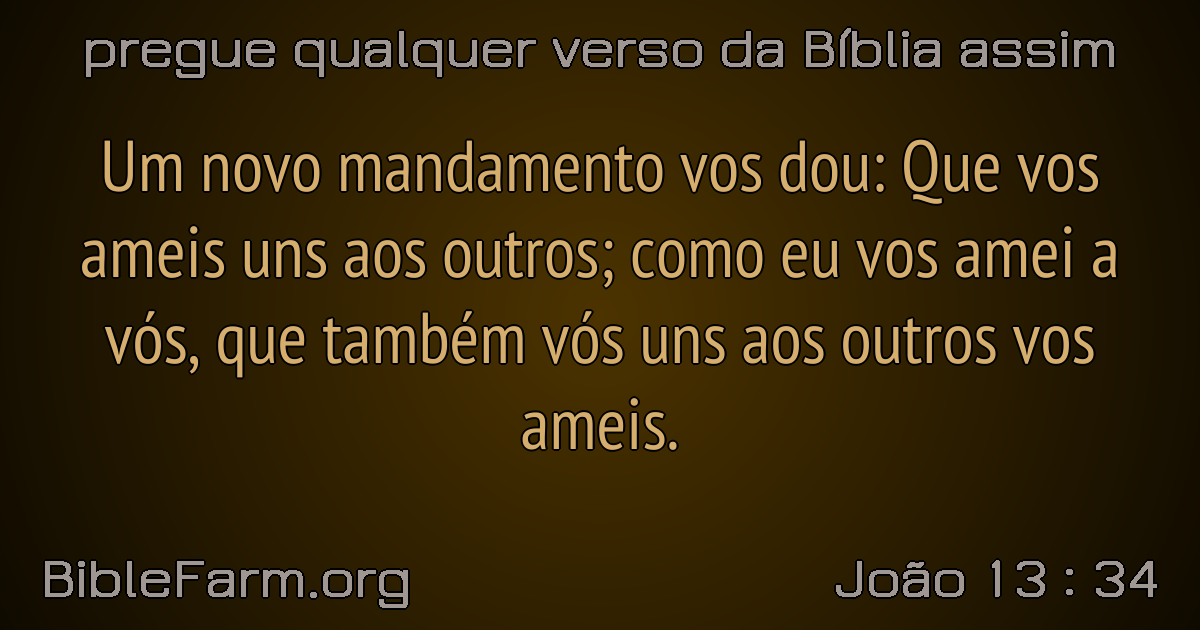 pregue qualquer verso da Bíblia assim
Um novo mandamento vos dou: Que vos
ameis uns aos outros; como eu vos amei a
vós, que também vós uns aos outros vos
ameis.
BibleFarm.org
João 13 : 34